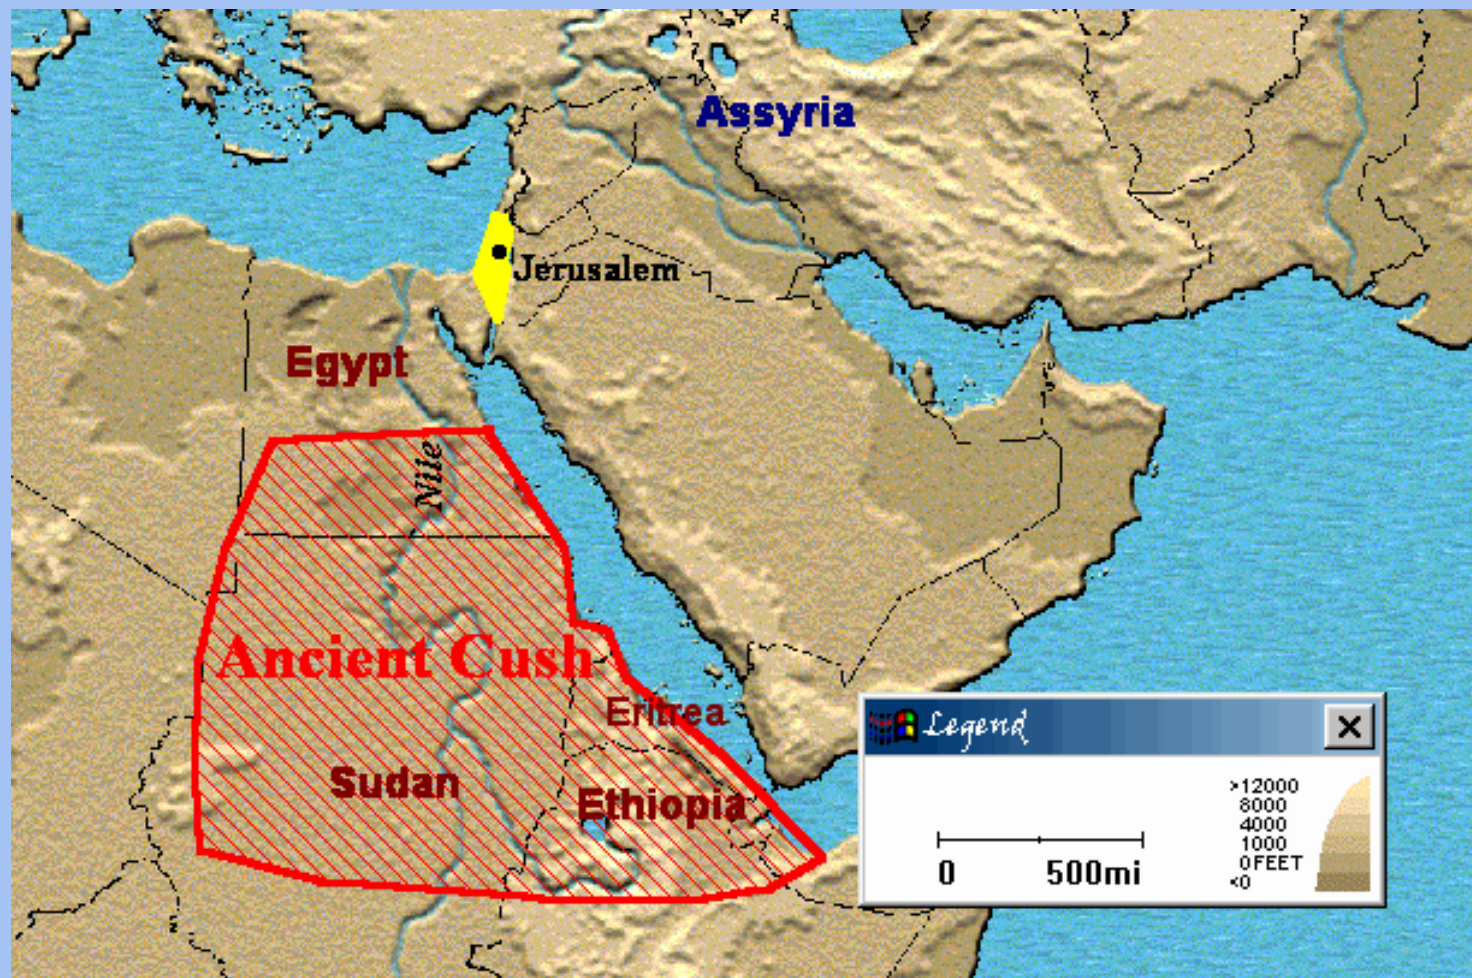 Assyria
Jerusalem
Egypt
Nile
Ancient Cush
Eritrea
Sudan
Ethiopia
Legend
>12000
8000
4000
1000
0 FEET
<0
0 500mi